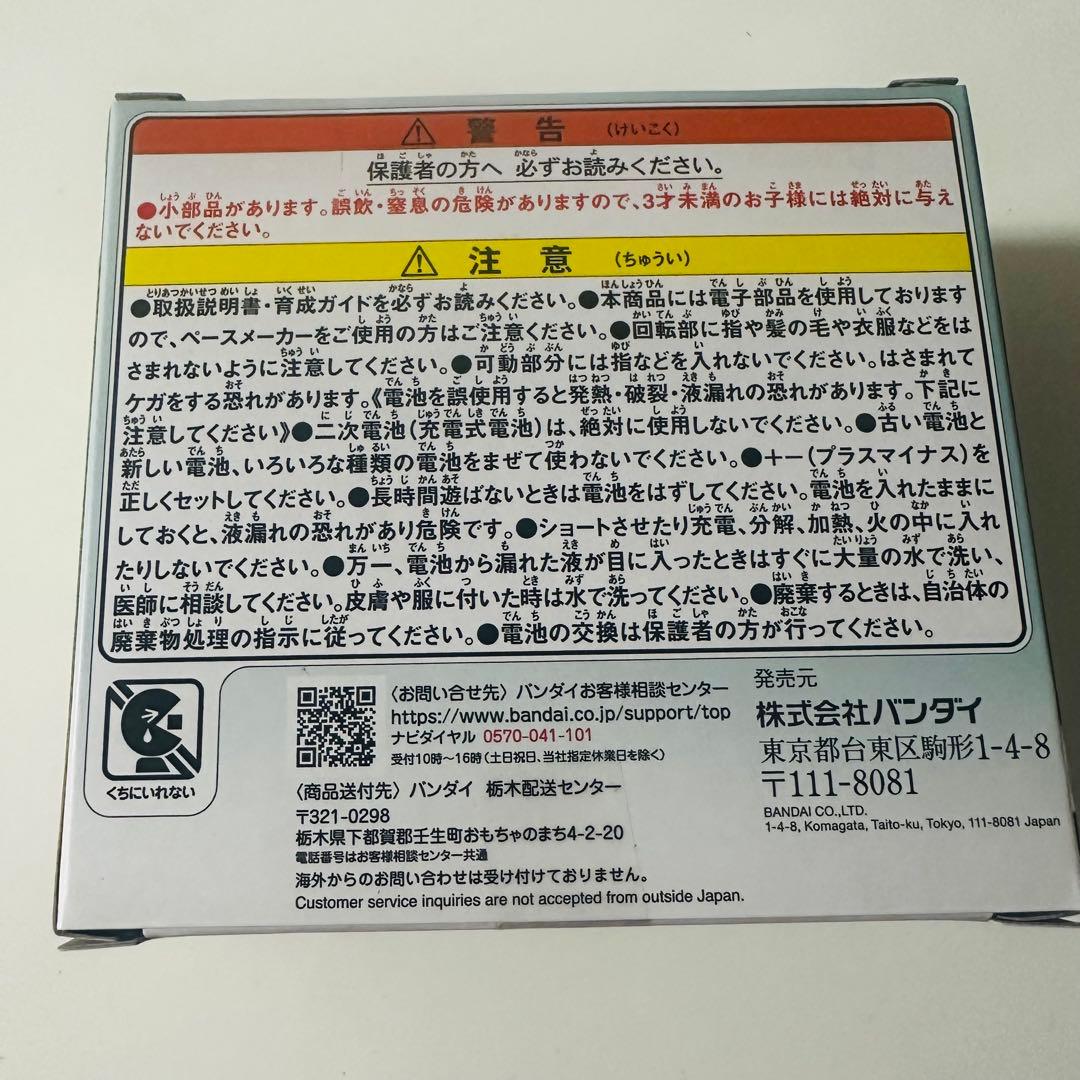 警告 (けいこく)
保護者の方へ 必ずお読みください。
●小部品があります。誤飲・窒息の危険がありますので、3才未満のお子様には絶対に与え
ないでください。
注意 (ちゅうい)
●取扱説明書・育成ガイドを必ずお読みください。●本商品には電子部品を使用しております
ので、ペースメーカーをご使用の方はご注意ください。●回転部に指や髪の毛や衣服などをは
さまれないように注意してください。●可動部分には指などを入れないでください。はさまれて
ケガをする恐れがあります。《電池を誤使用すると発熱・破裂・液漏れの恐れがあります。下記に
注意してください》●二次電池(充電式電池)は、絶対に使用しないでください。●古い電池と
新しい電池、いろいろな種類の電池をまぜて使わないでください。●+-(プラスマイナス)を
正しくセットしてください。●長時間遊ばないときは電池をはずしてください。電池を入れたままに
しておくと、液漏れの恐れがあり危険です。●ショートさせたり充電、分解、加熱、火の中に入れ
たりしないでください。●万一、電池から漏れた液が目に入ったときはすぐに大量の水で洗い、
医師に相談してください。皮膚や服に付いた時は水で洗ってください。●廃棄するときは、自治体の
廃棄物処理の指示に従ってください。●電池の交換は保護者の方が行ってください。
くちにいれない
〈お問い合せ先〉バンダイお客様相談センター
https://www.bandai.co.jp/support/top
ナビダイヤル 0570-041-101
受付10時〜16時(土日祝日、当社指定休業日を除く)
〈商品送付先〉バンダイ 栃木配送センター
〒321-0298
栃木県下都賀郡壬生町おもちゃのまち4-2-20
電話番号はお客様相談センター共通
海外からのお問い合わせは受け付けておりません。
Customer service inquiries are not accepted from outside Japan.
発売元
株式会社バンダイ
東京都台東区駒形1-4-8
〒111-8081
BANDAI CO.,LTD.
1-4-8, Komagata, Taito-ku, Tokyo, 111-8081 Japan